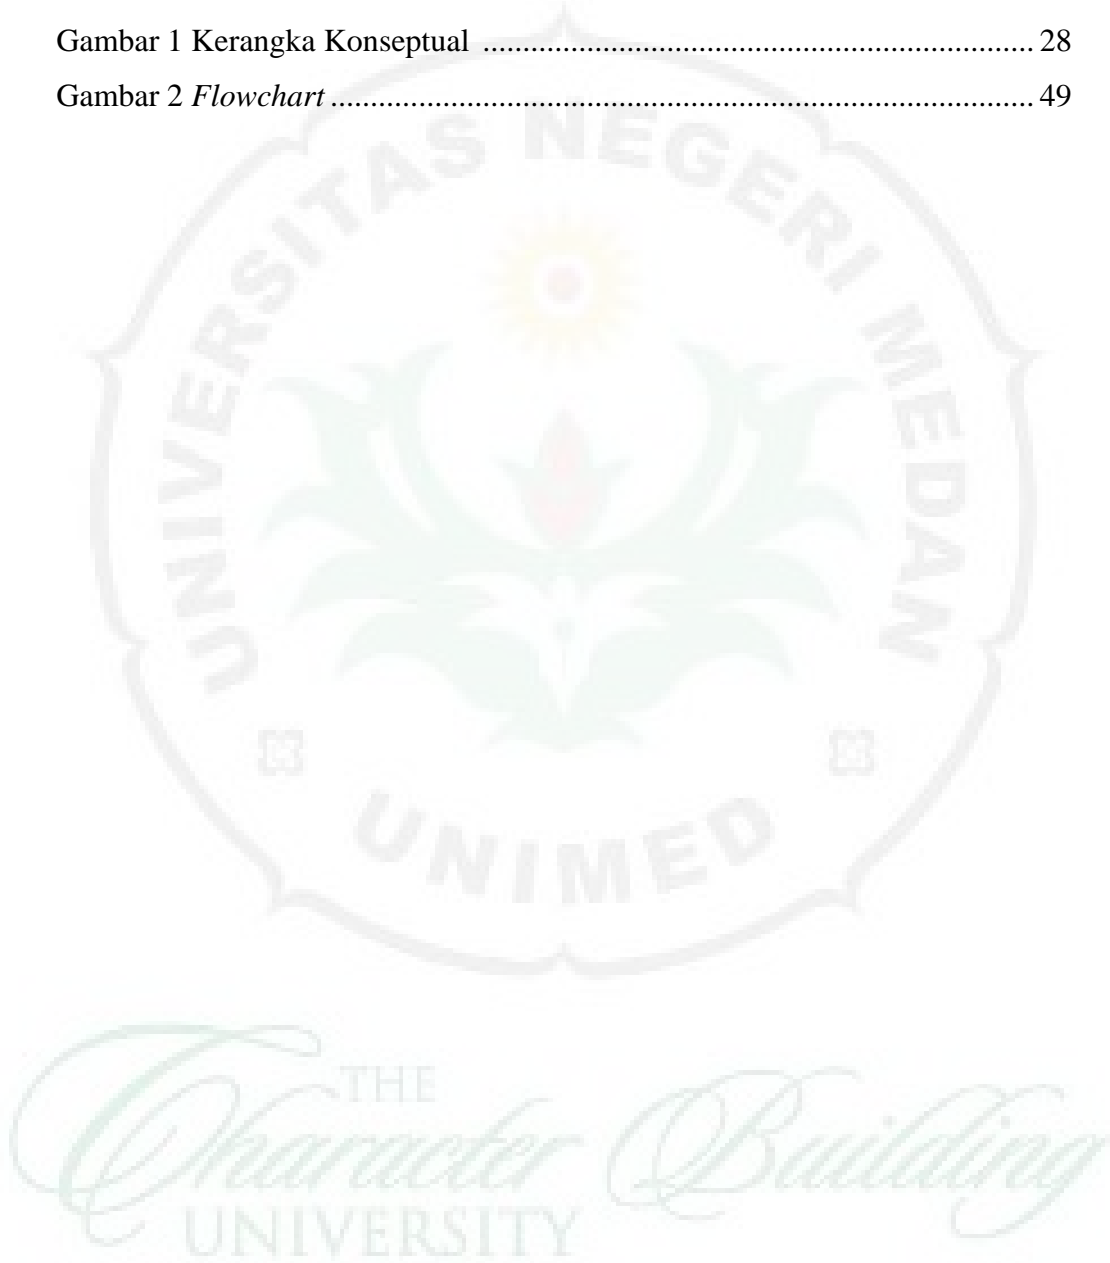 Gambar 1 Kerangka Konseptual ..................................................................... 28
Gambar 2 Flowchart ........................................................................................ 49
UNIVERSITAS NEGERI MEDAN
UNIMED
THE
Character Building
UNIVERSITY